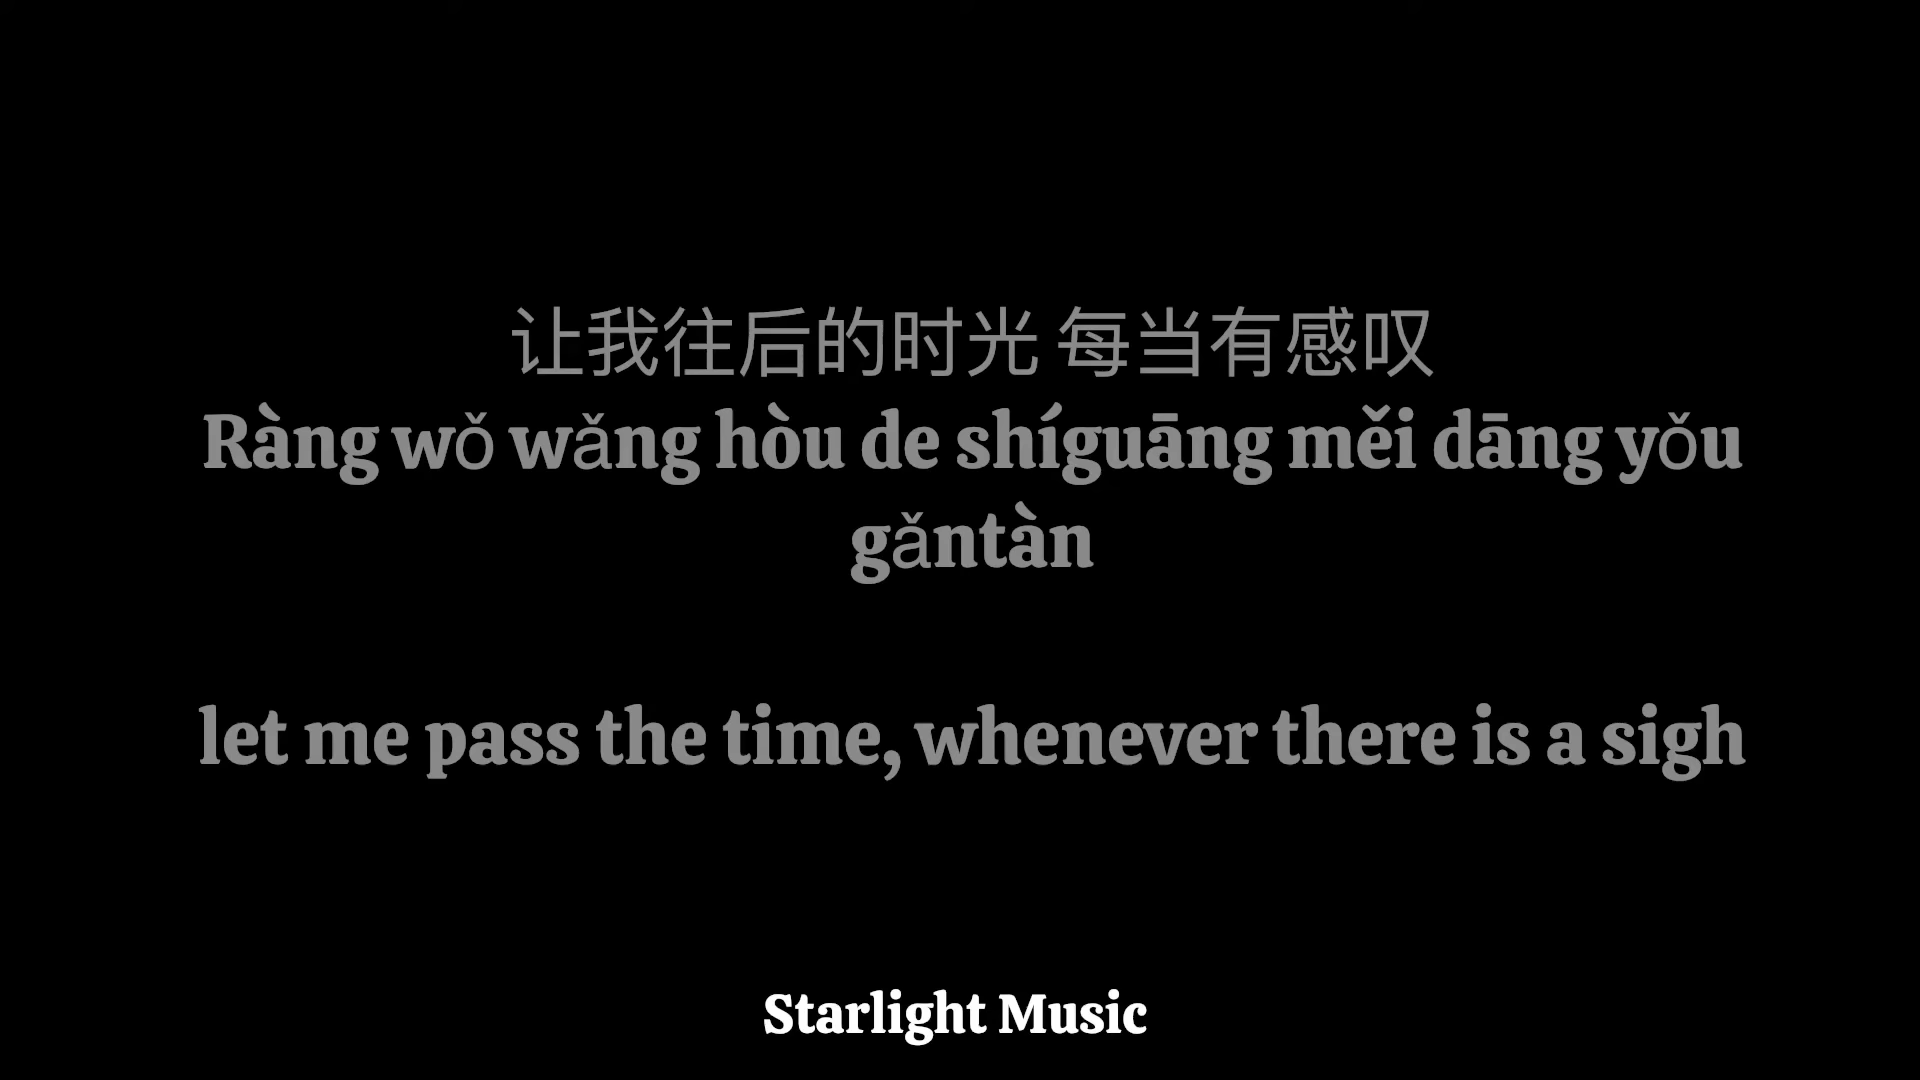 让我往后的时光 每当有感叹
Ràng wǒ wǎng hòu de shíguāng měi dāng yǒu
gǎntàn
let me pass the time, whenever there is a sigh
Starlight Music